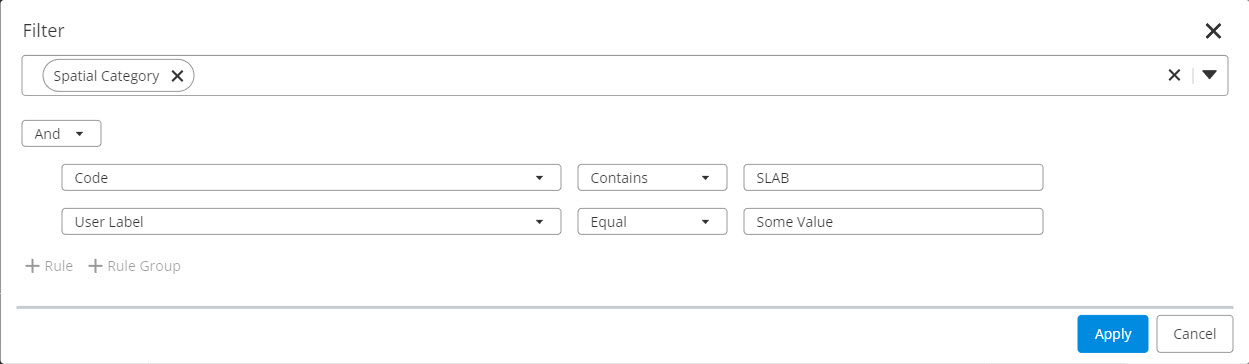 Filter
Spatial Category
And
Code Contains SLAB
User Label Equal Some Value
+ Rule + Rule Group
Apply Cancel